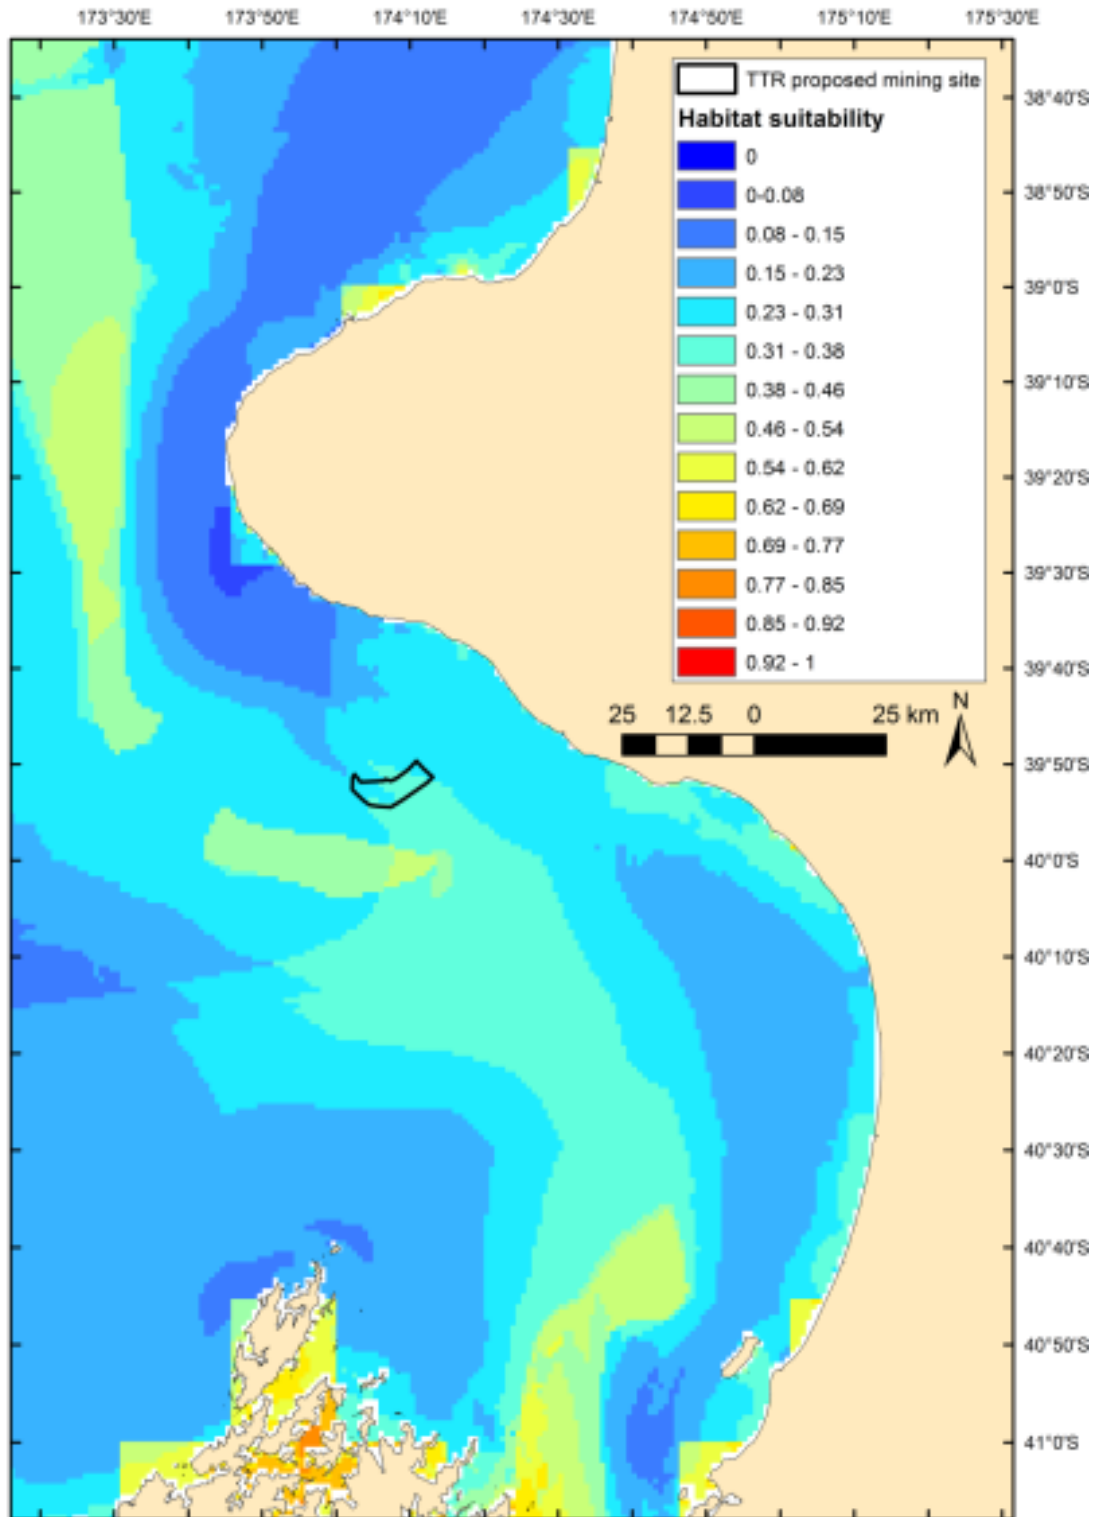 173°30'E 173°50'E 174°10'E 174°30'E 174°50'E 175°10'E 175°30'E
TTR proposed mining site
Habitat suitability
0
0-0.08
0.08 - 0.15
0.15 - 0.23
0.23 - 0.31
0.31 - 0.38
0.38 - 0.46
0.46 - 0.54
0.54 - 0.62
0.62 - 0.69
0.69 - 0.77
0.77 - 0.85
0.85 - 0.92
0.92 - 1
25 12.5 0 25 km
N
38°40'S
38°50'S
39°0'S
39°10'S
39°20'S
39°30'S
39°40'S
39°50'S
40°0'S
40°10'S
40°20'S
40°30'S
40°40'S
40°50'S
41°0'S